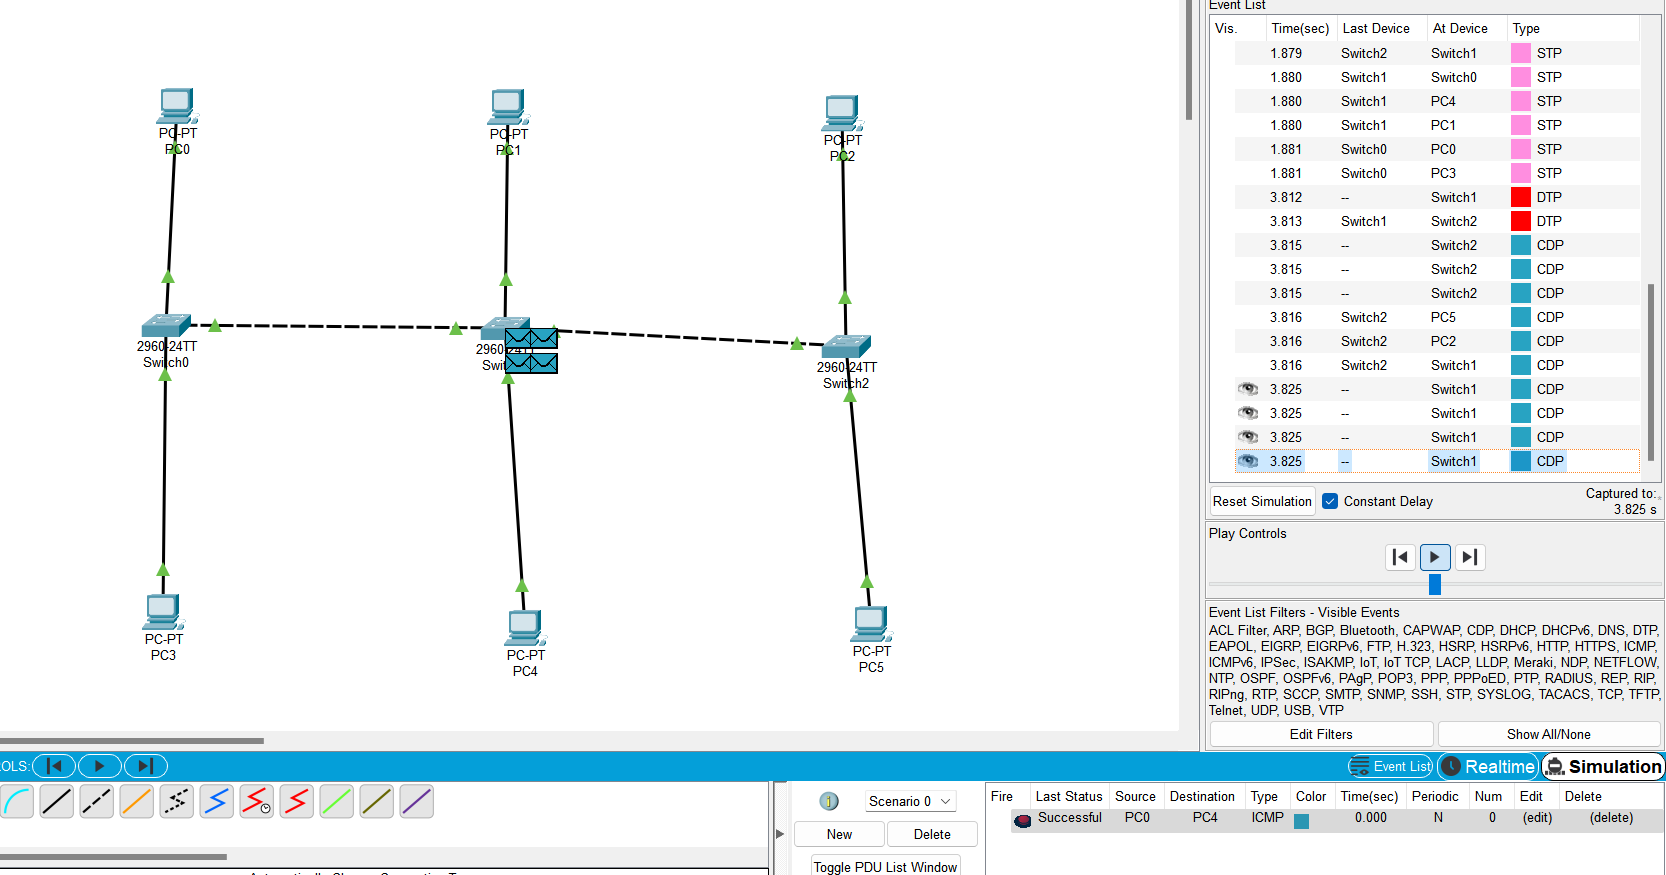 PC-PT
PC0
PC-PT
PC1
PC-PT
PC2
2960-24TT
Switch0
2960-24TT
2960-24TT
Switch2
PC-PT
PC3
PC-PT
PC4
PC-PT
PC5
Event List
Vis. Time(sec) Last Device At Device Type
1.879 Switch2 Switch1 STP
1.880 Switch1 Switch0 STP
1.880 Switch1 PC4 STP
1.880 Switch1 PC1 STP
1.881 Switch0 PC0 STP
1.881 Switch0 PC3 STP
3.812 -- Switch1 DTP
3.813 Switch1 Switch2 DTP
3.815 -- Switch2 CDP
3.815 -- Switch2 CDP
3.815 -- Switch2 CDP
3.816 Switch2 PC5 CDP
3.816 Switch2 PC2 CDP
3.816 Switch2 Switch1 CDP
3.825 -- Switch1 CDP
3.825 -- Switch1 CDP
3.825 -- Switch1 CDP
3.825 -- Switch1 CDP
Reset Simulation Constant Delay Captured to:
3.825 s
Play Controls
Event List Filters - Visible Events
ACL Filter, ARP, BGP, Bluetooth, CAPWAP, CDP, DHCP, DHCPv6, DNS, DTP,
EAPOL, EIGRP, EIGRPv6, FTP, H.323, HSRP, HSRPv6, HTTP, HTTPS, ICMP,
ICMPv6, IPSec, ISAKMP, IoT, IoT TCP, LACP, LLDP, Meraki, NDP, NETFLOW,
NTP, OSPF, OSPFv6, PAgP, POP3, PPP, PPPoED, PTP, RADIUS, REP, RIP,
RIPng, RTP, SCCP, SMTP, SNMP, SSH, STP, SYSLOG, TACACS, TCP, TFTP,
Telnet, UDP, USB, VTP
Edit Filters Show All/None
OLS: Event List Realtime Simulation
Scenario 0
New Delete
Toggle PDU List Window
Fire Last Status Source Destination Type Color Time(sec) Periodic Num Edit Delete
Successful PC0 PC4 ICMP 0.000 N 0 (edit) (delete)